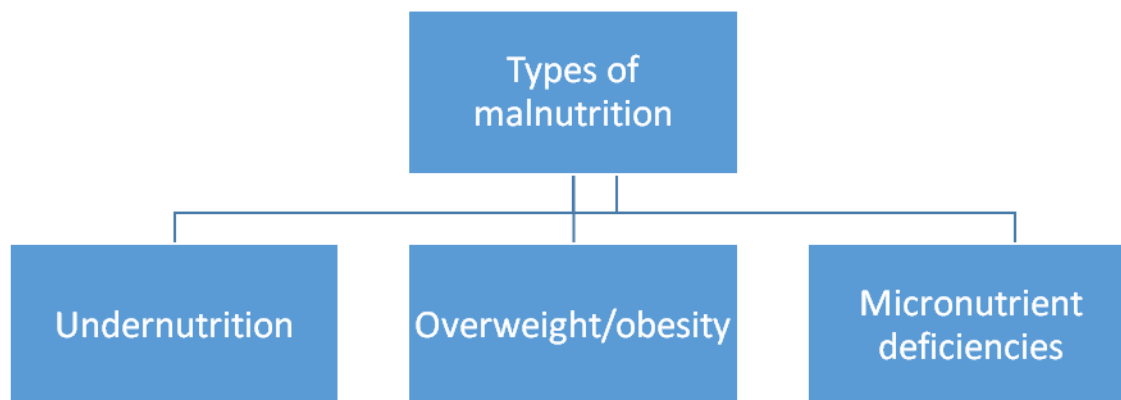 Types of
malnutrition
Undernutrition
Overweight/obesity
Micronutrient
deficiencies